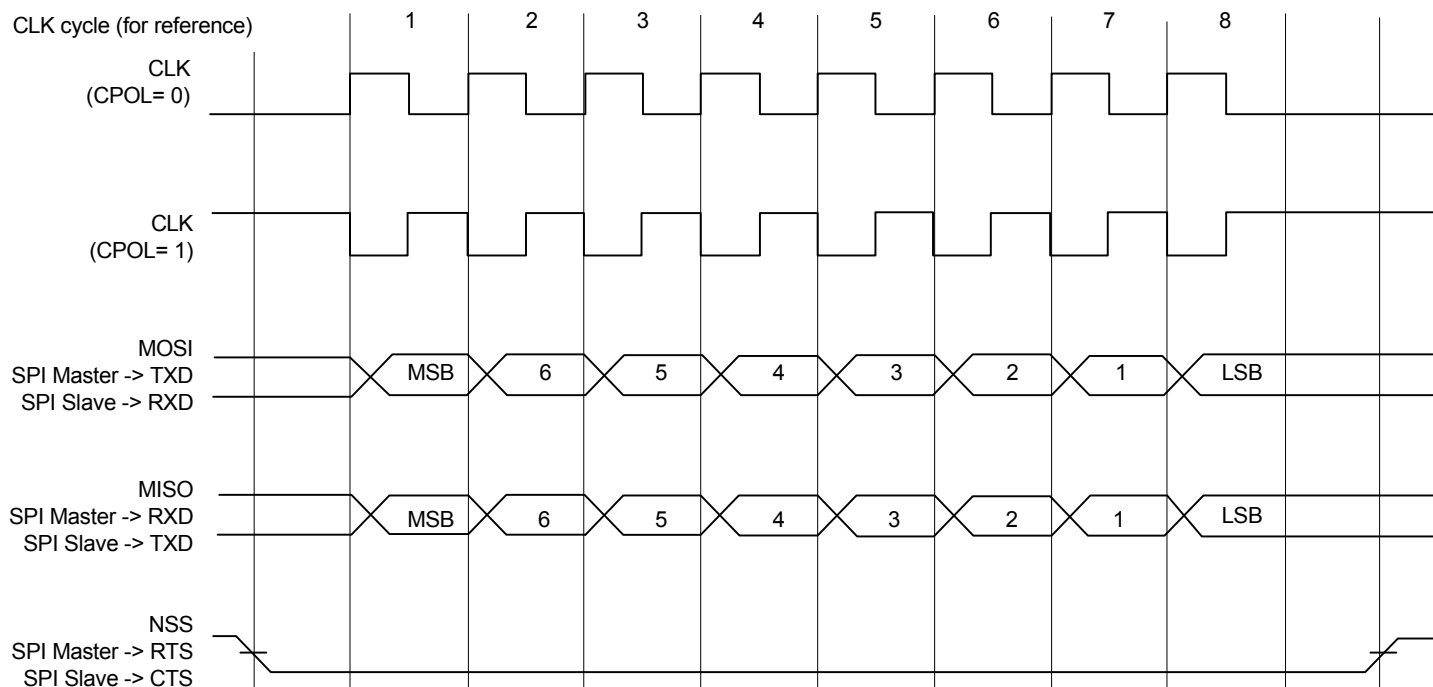 CLK cycle (for reference) 1 2 3 4 5 6 7 8
CLK
(CPOL= 0)
CLK
(CPOL= 1)
MOSI
SPI Master -> TXD
SPI Slave -> RXD
MSB 6 5 4 3 2 1 LSB
MISO
SPI Master -> RXD
SPI Slave -> TXD
MSB 6 5 4 3 2 1 LSB
NSS
SPI Master -> RTS
SPI Slave -> CTS